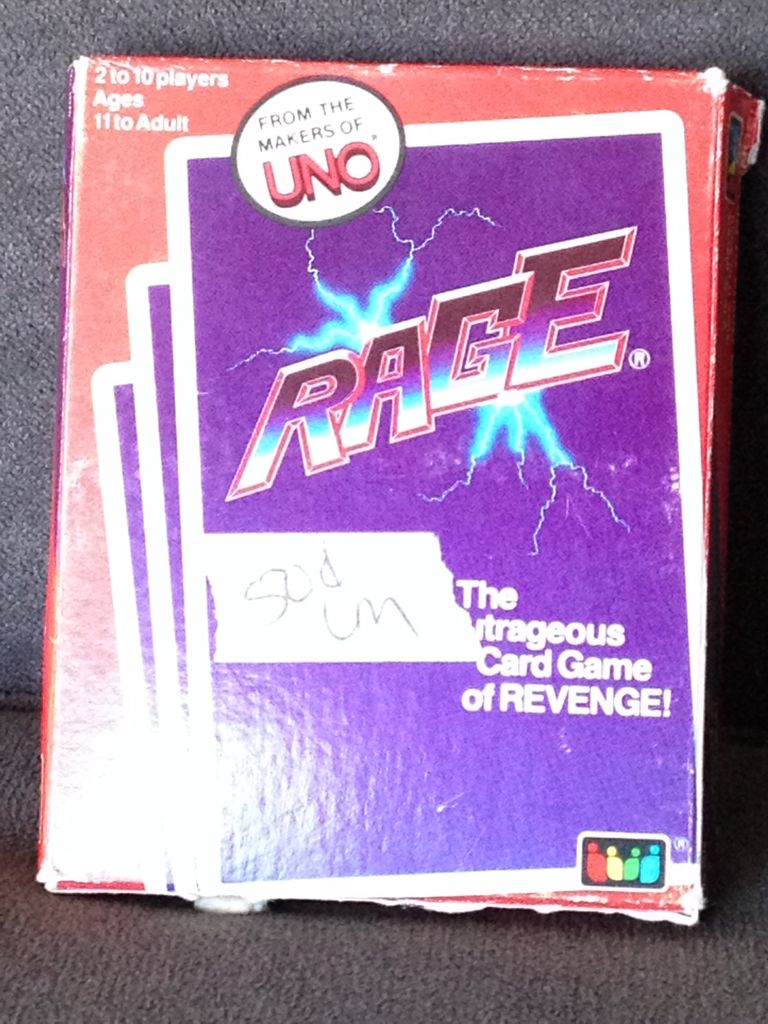 2 to 10 players
Ages
11 to Adult
FROM THE
MAKERS OF
UNO®
RAGE®
The
utrageous
Card Game
of REVENGE!
®